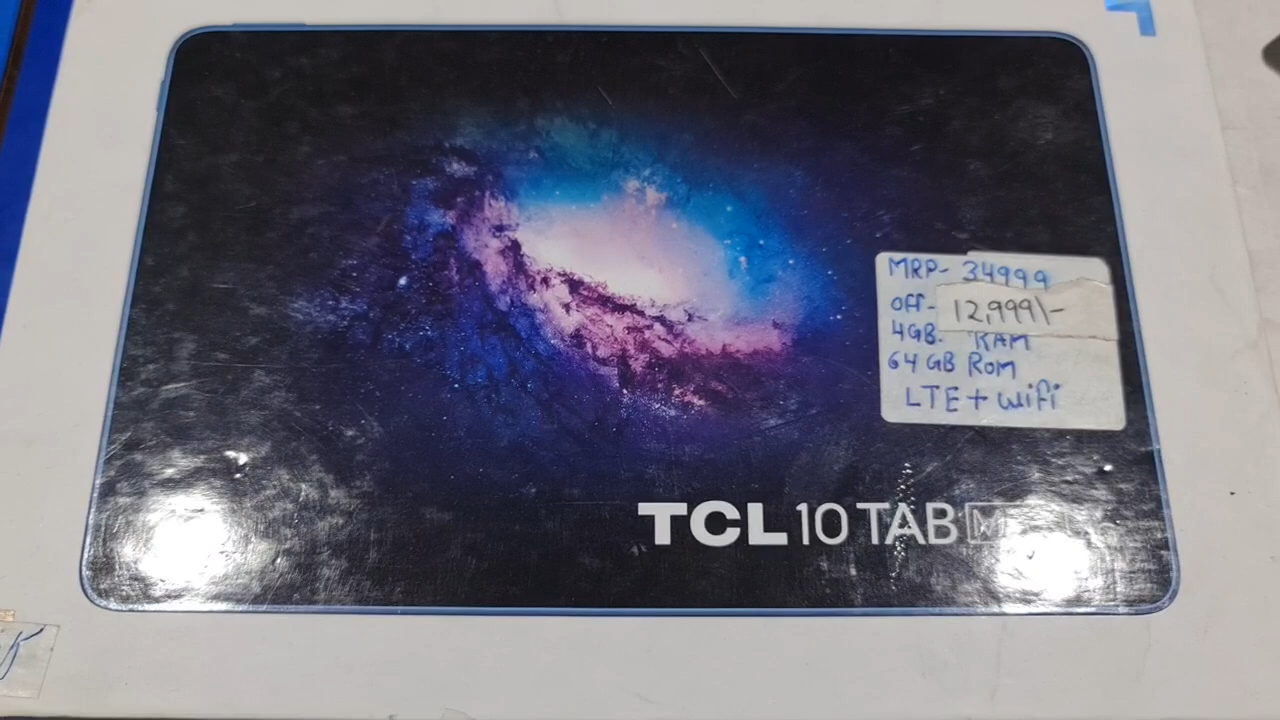 MRP- 34999
OFF- 12,999/-
4GB. RAM
64 GB ROM
LTE + WiFi
TCL 10 TAB